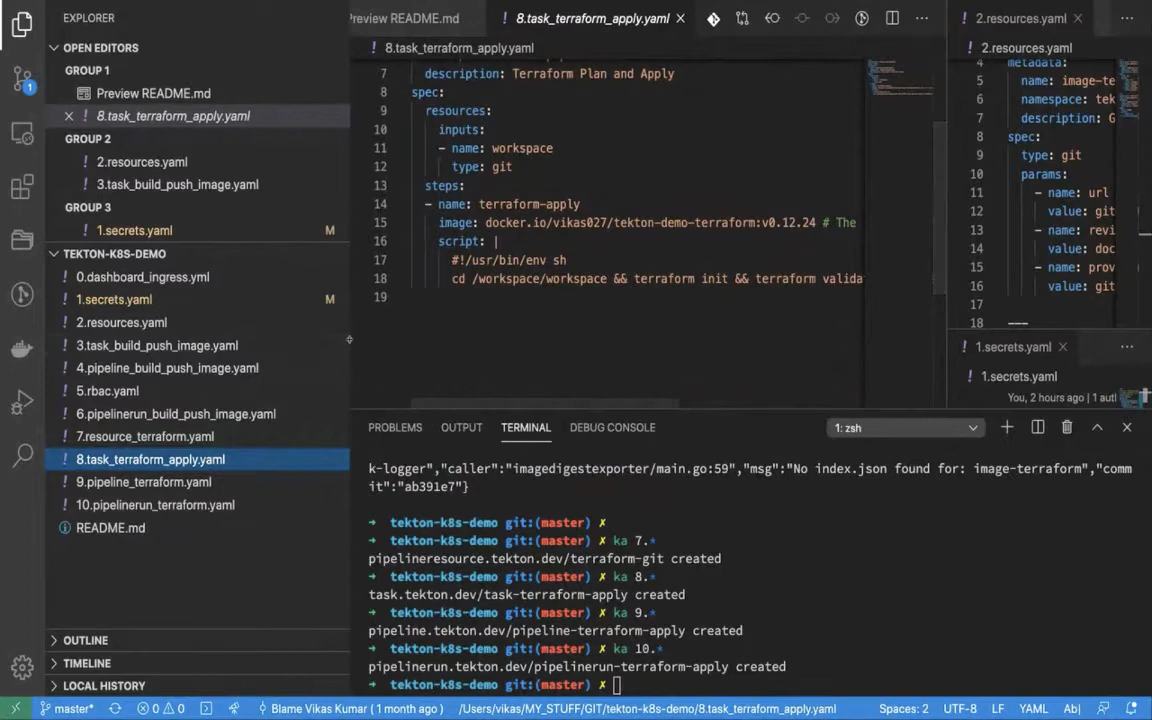 EXPLORER
OPEN EDITORS
GROUP 1
Preview README.md
8.task_terraform_apply.yaml
GROUP 2
! 2.resources.yaml
! 3.task_build_push_image.yaml
GROUP 3
! 1.secrets.yaml M
TEKTON-K8S-DEMO
! 0.dashboard_ingress.yml
! 1.secrets.yaml M
! 2.resources.yaml
! 3.task_build_push_image.yaml
! 4.pipeline_build_push_image.yaml
! 5.rbac.yaml
! 6.pipelinerun_build_push_image.yaml
! 7.resource_terraform.yaml
! 8.task_terraform_apply.yaml
! 9.pipeline_terraform.yaml
! 10.pipelinerun_terraform.yaml
README.md
OUTLINE
TIMELINE
LOCAL HISTORY
1
Preview README.md
! 8.task_terraform_apply.yaml
! 8.task_terraform_apply.yaml
7 description: Terraform Plan and Apply
8 spec:
9 resources:
10 inputs:
11 - name: workspace
12 type: git
13 steps:
14 - name: terraform-apply
15 image: docker.io/vikas027/tekton-demo-terraform:v0.12.24 # The
16 script: |
17 #!/usr/bin/env sh
18 cd /workspace/workspace && terraform init && terraform valida
19
! 2.resources.yaml
! 2.resources.yaml
4 metadata:
5 name: image-te
6 namespace: tek
7 description: G
8 spec:
9 type: git
10 params:
11 - name: url
12 value: git
13 - name: revi
14 value: doc
15 - name: prov
16 value: git
17
18 ---
! 1.secrets.yaml
! 1.secrets.yaml
You, 2 hours ago | 1 autl
PROBLEMS OUTPUT TERMINAL DEBUG CONSOLE 1: zsh
k-logger","caller":"imagedigestexporter/main.go:59","msg":"No index.json found for: image-terraform","comm
it":"ab391e7"}
➜ tekton-k8s-demo git:(master) ✗
➜ tekton-k8s-demo git:(master) ✗ ka 7.*
pipelineresource.tekton.dev/terraform-git created
➜ tekton-k8s-demo git:(master) ✗ ka 8.*
task.tekton.dev/task-terraform-apply created
➜ tekton-k8s-demo git:(master) ✗ ka 9.*
pipeline.tekton.dev/pipeline-terraform-apply created
➜ tekton-k8s-demo git:(master) ✗ ka 10.*
pipelinerun.tekton.dev/pipelinerun-terraform-apply created
➜ tekton-k8s-demo git:(master) ✗
master* 0 0 Blame Vikas Kumar ( 1 month ago ) /Users/vikas/MY_STUFF/GIT/tekton-k8s-demo/8.task_terraform_apply.yaml Spaces: 2 UTF-8 LF YAML Ab|